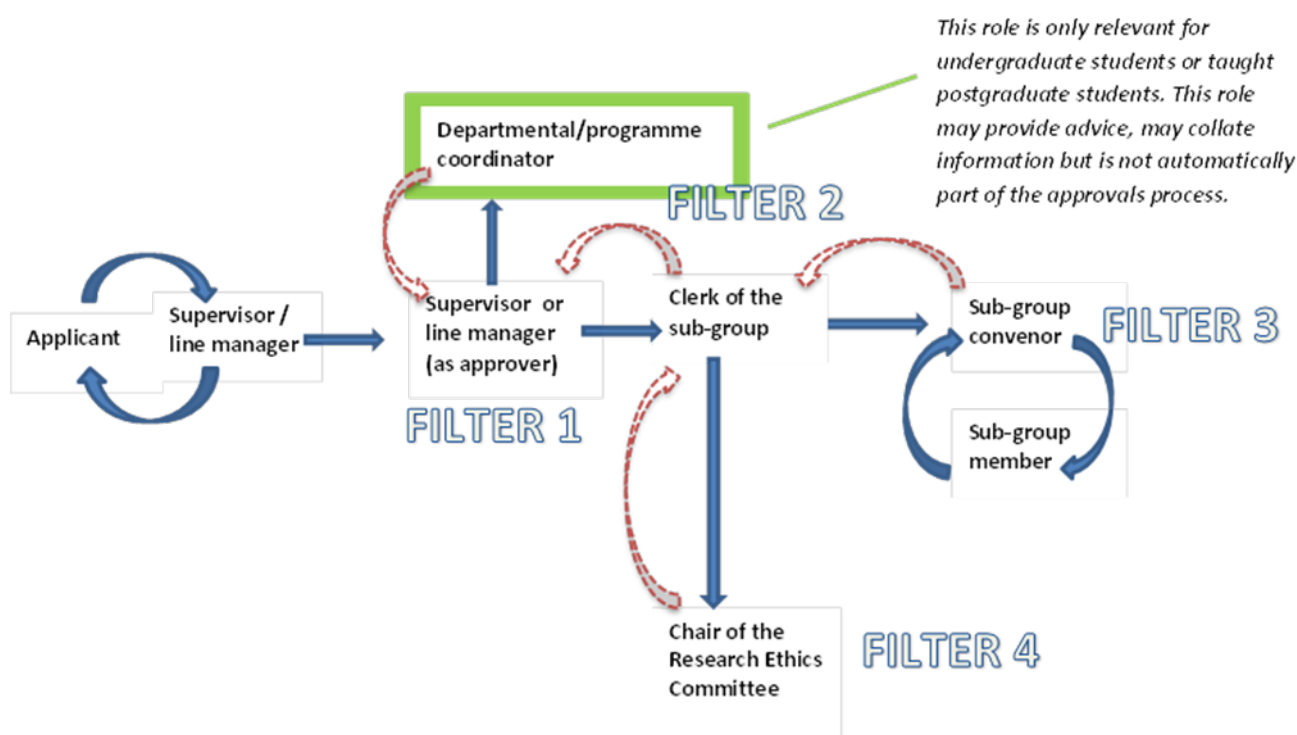 This role is only relevant for
undergraduate students or taught
postgraduate students. This role
may provide advice, may collate
information but is not automatically
part of the approvals process.
Departmental/programme
coordinator
FILTER 2
Applicant
Supervisor /
line manager
Supervisor or
line manager
(as approver)
FILTER 1
Clerk of the
sub-group
Sub-group
convenor
FILTER 3
Sub-group
member
Chair of the
Research Ethics
Committee
FILTER 4